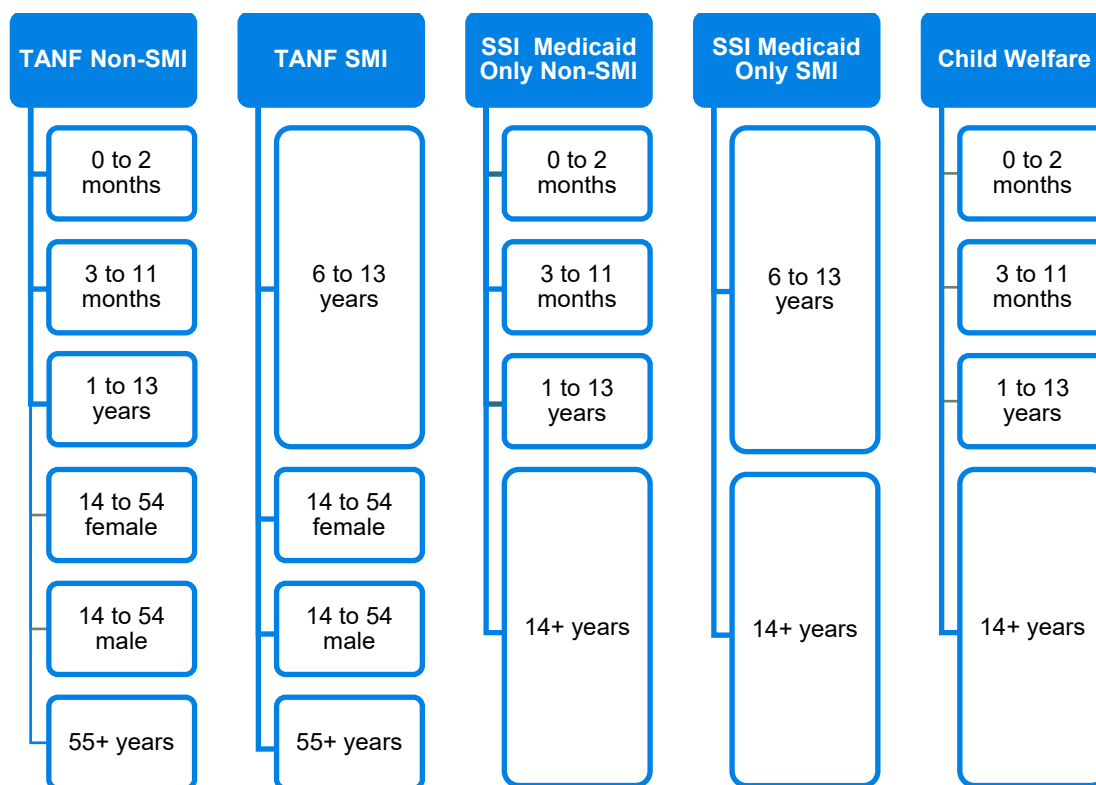 TANF Non-SMI
0 to 2
months
3 to 11
months
1 to 13
years
14 to 54
female
14 to 54
male
55+ years
TANF SMI
6 to 13
years
14 to 54
female
14 to 54
male
55+ years
SSI Medicaid
Only Non-SMI
0 to 2
months
3 to 11
months
1 to 13
years
14+ years
SSI Medicaid
Only SMI
6 to 13
years
14+ years
Child Welfare
0 to 2
months
3 to 11
months
1 to 13
years
14+ years